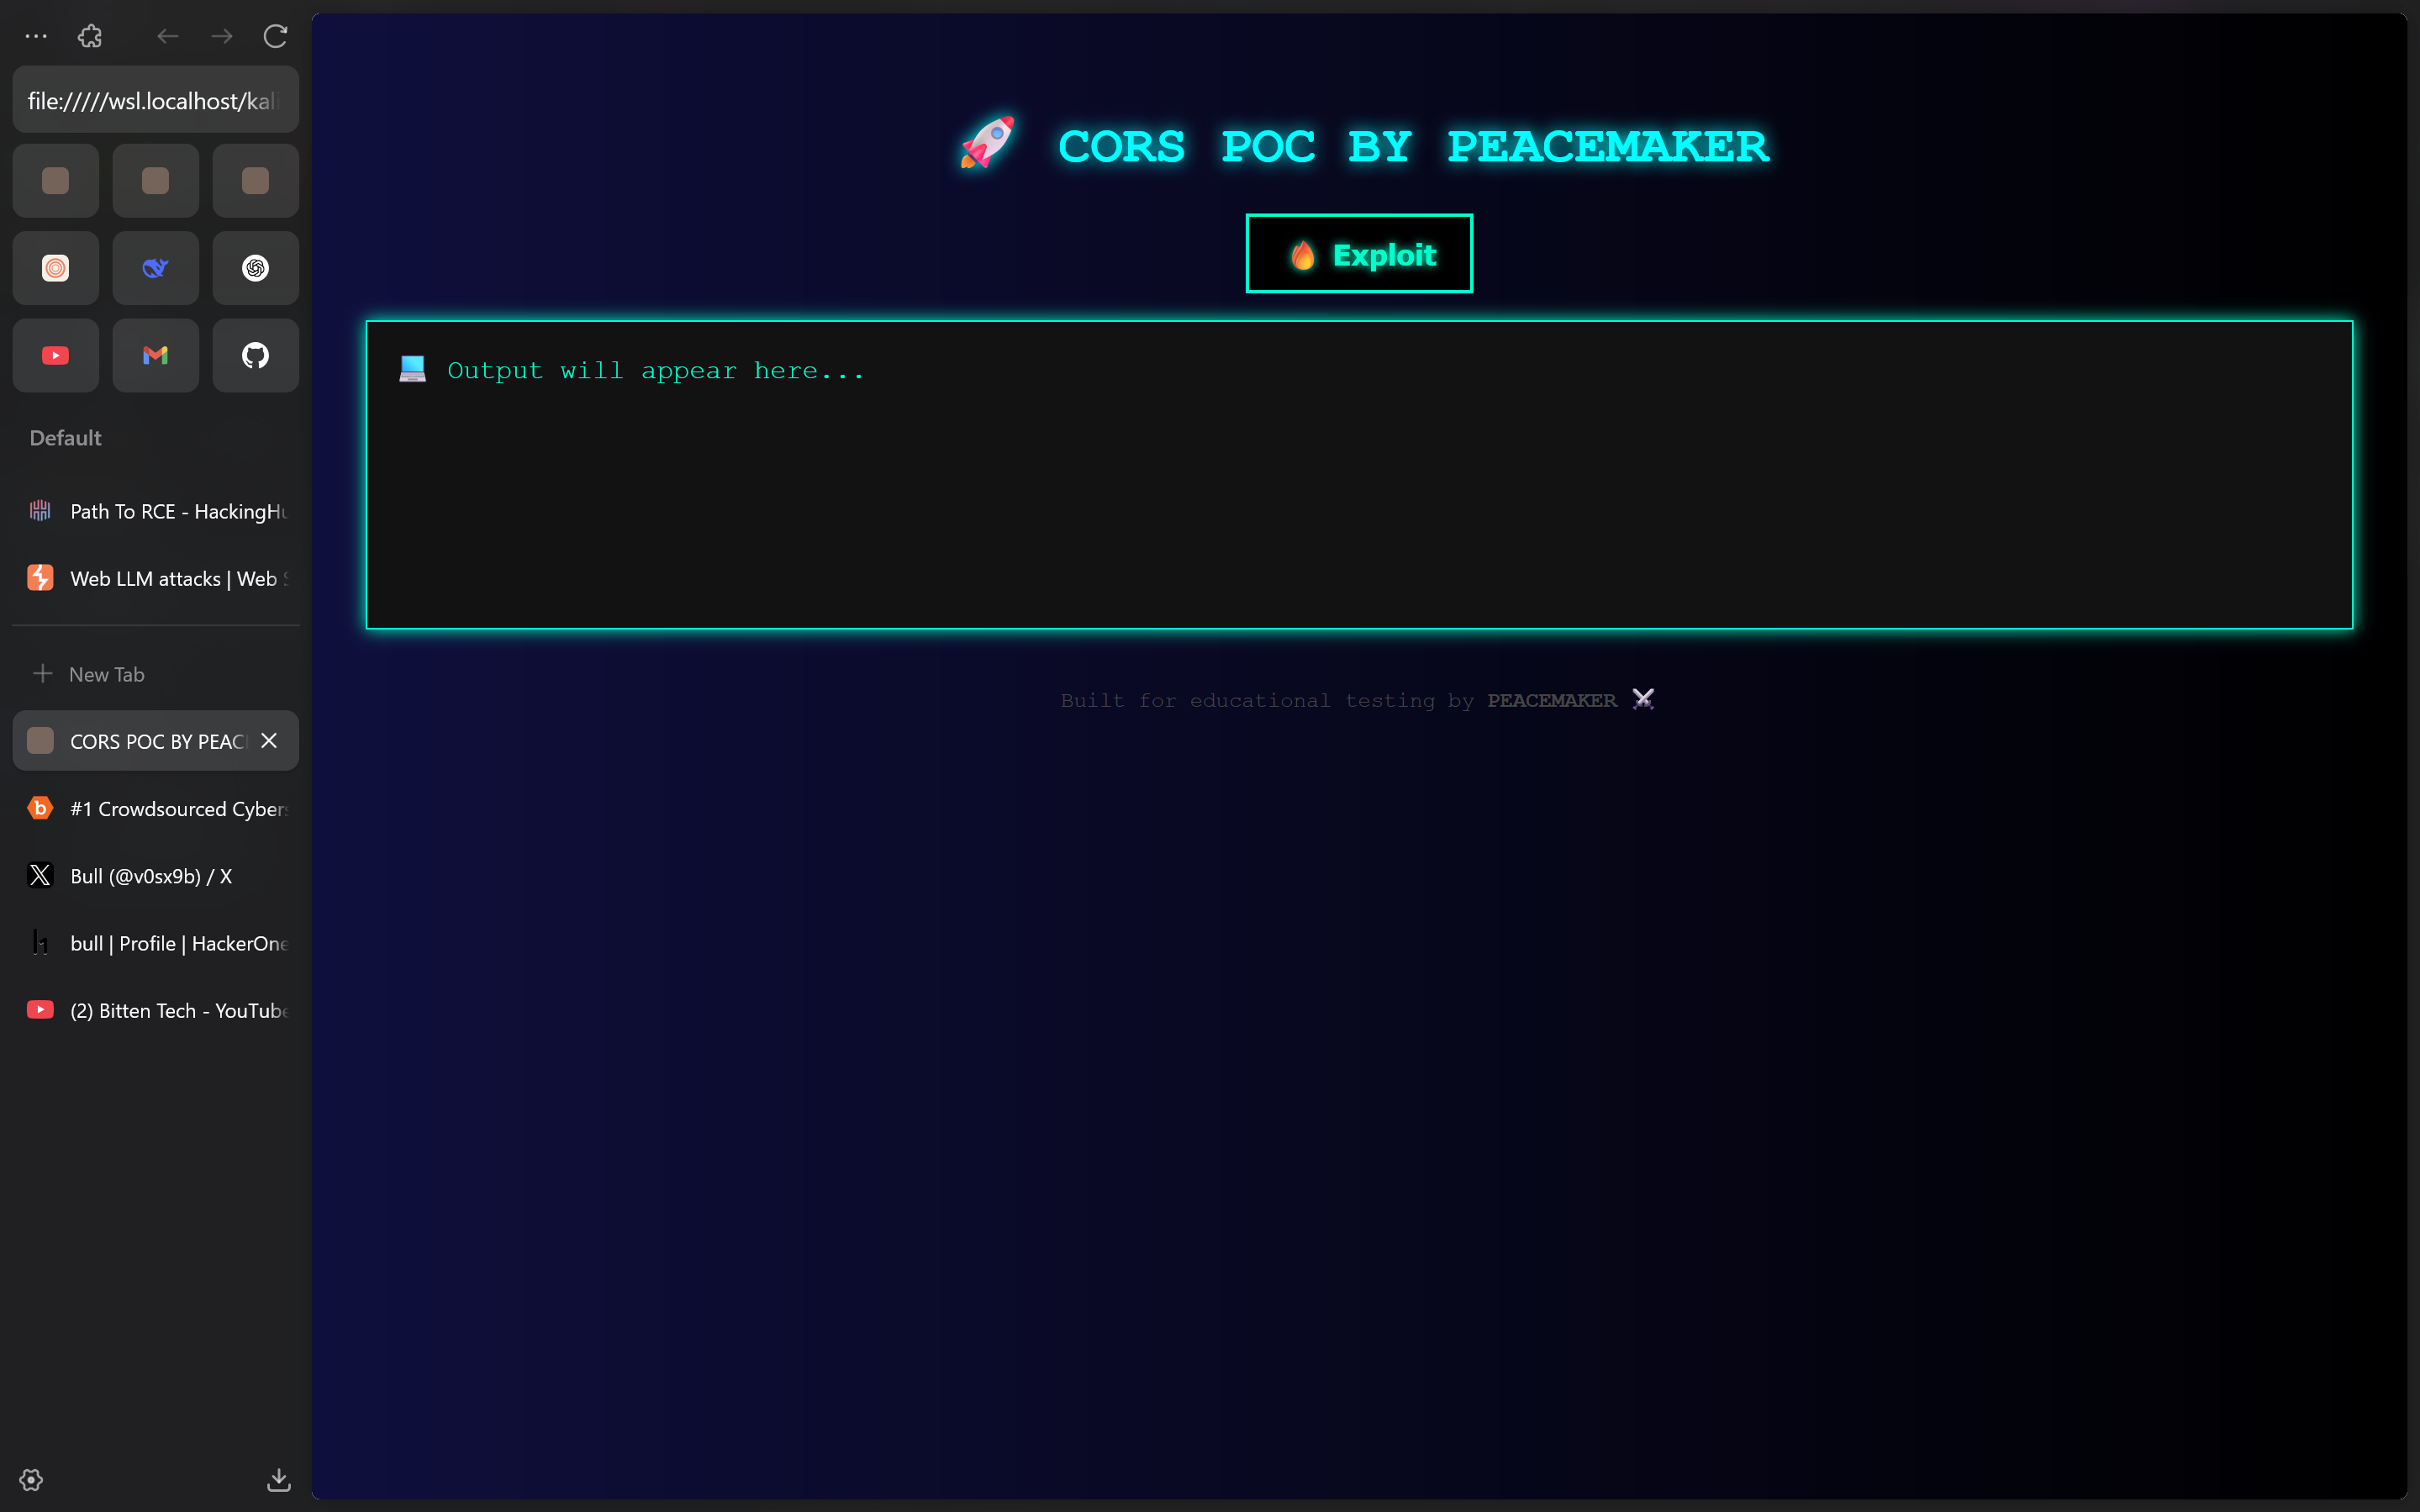 file://///wsl.localhost/kali
Default
Path To RCE - HackingHu
Web LLM attacks | Web S
New Tab
CORS POC BY PEAC
#1 Crowdsourced Cybers
Bull (@v0sx9b) / X
bull | Profile | HackerOne
(2) Bitten Tech - YouTube
🚀 CORS POC BY PEACEMAKER
🔥 Exploit
💻 Output will appear here...
Built for educational testing by PEACEMAKER ⚔️